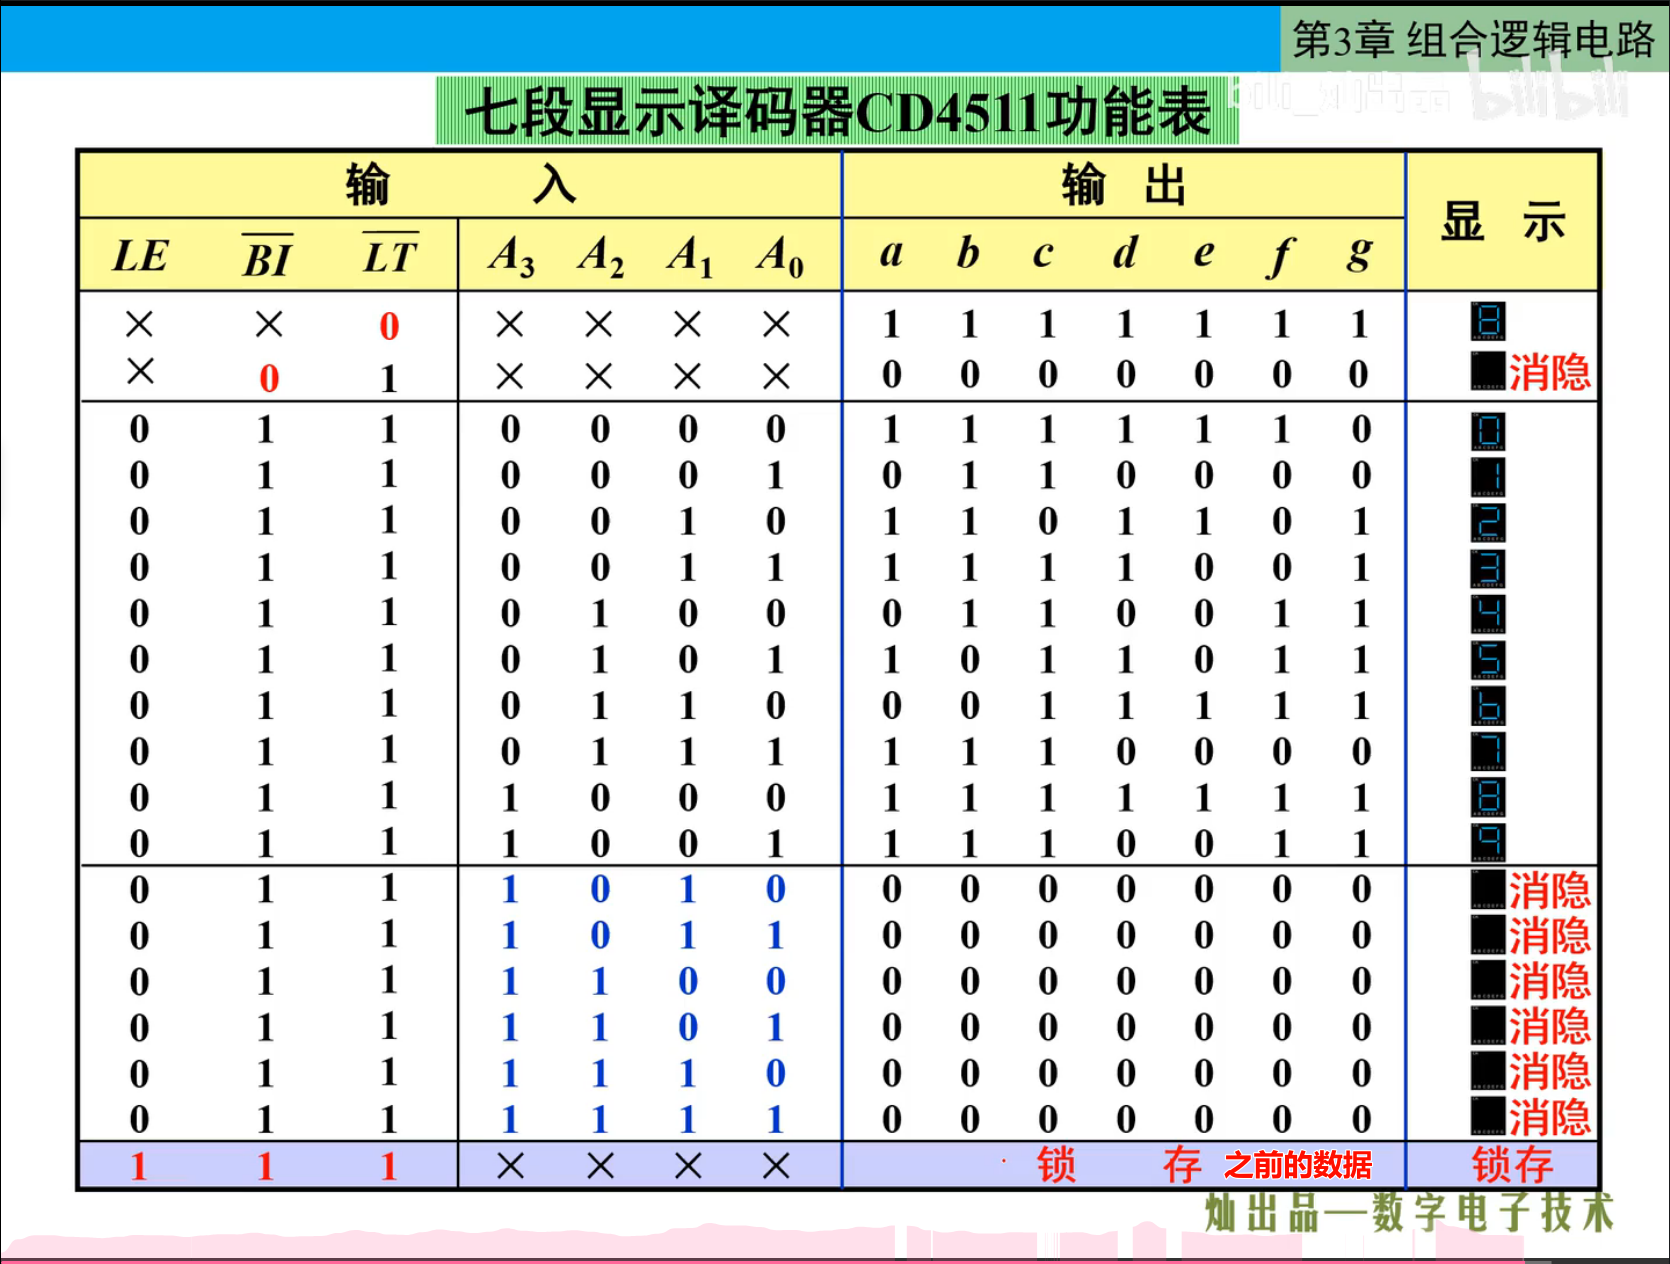 第3章 组合逻辑电路
bilibili
七段显示译码器CD4511功能表
输 入 输 出 显 示
LE B̅I̅ L̅T̅ A₃ A₂ A₁ A₀ a b c d e f g
× × 0 × × × × 1 1 1 1 1 1 1 8
× 0 1 × × × × 0 0 0 0 0 0 0 消隐
0 1 1 0 0 0 0 1 1 1 1 1 1 0 0
0 1 1 0 0 0 1 0 1 1 0 0 0 0 1
0 1 1 0 0 1 0 1 1 0 1 1 0 1 2
0 1 1 0 0 1 1 1 1 1 1 0 0 1 3
0 1 1 0 1 0 0 0 1 1 0 0 1 1 4
0 1 1 0 1 0 1 1 0 1 1 0 1 1 5
0 1 1 0 1 1 0 0 0 1 1 1 1 1 6
0 1 1 0 1 1 1 1 1 1 0 0 0 0 7
0 1 1 1 0 0 0 1 1 1 1 1 1 1 8
0 1 1 1 0 0 1 1 1 1 0 0 1 1 9
0 1 1 1 0 1 0 0 0 0 0 0 0 0 消隐
0 1 1 1 0 1 1 0 0 0 0 0 0 0 消隐
0 1 1 1 1 0 0 0 0 0 0 0 0 0 消隐
0 1 1 1 1 0 1 0 0 0 0 0 0 0 消隐
0 1 1 1 1 1 0 0 0 0 0 0 0 0 消隐
0 1 1 1 1 1 1 0 0 0 0 0 0 0 消隐
1 1 1 × × × × 锁 存 之前的数据 锁存
灿出品—数字电子技术